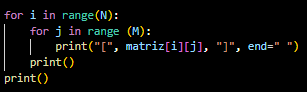 for i in range(N):
    for j in range (M):
        print("[", matriz[i][j], "]", end=" ")
    print()
print()